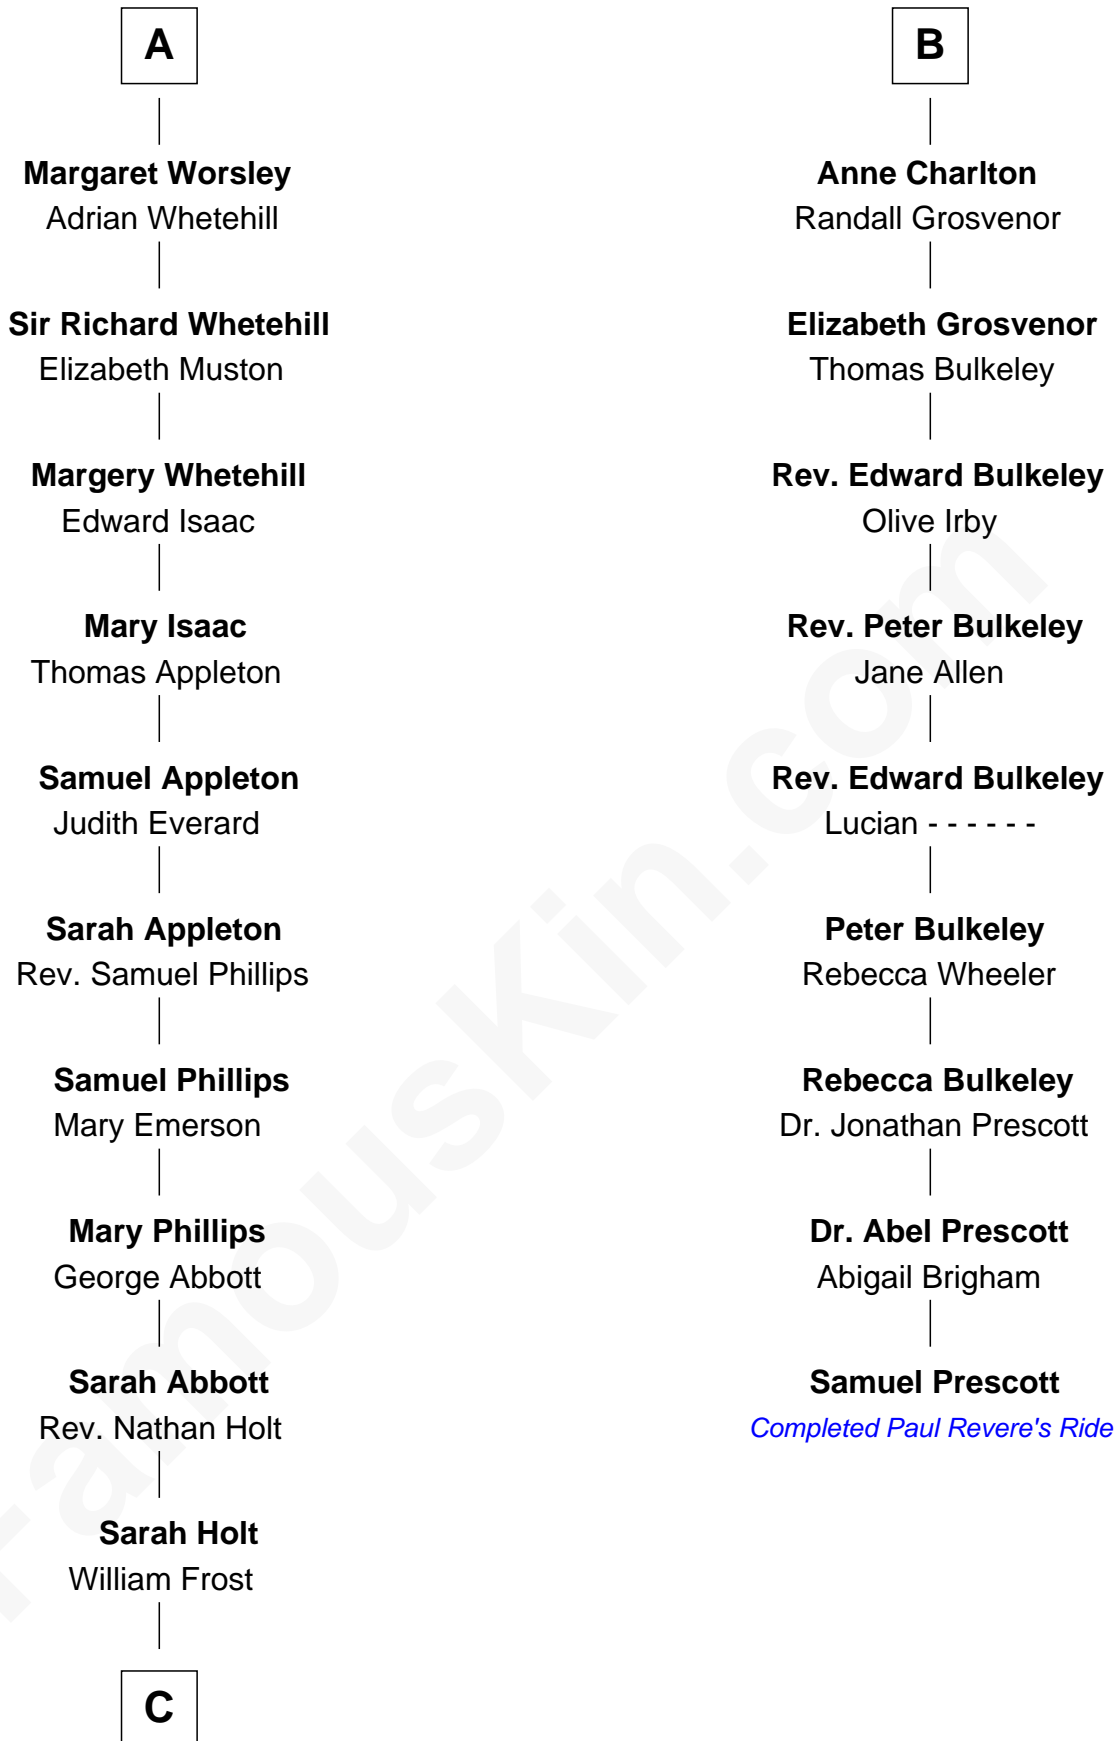 A
Margaret Worsley
Adrian Whetehill
Sir Richard Whetehill
Elizabeth Muston
Margery Whetehill
Edward Isaac
Mary Isaac
Thomas Appleton
Samuel Appleton
Judith Everard
Sarah Appleton
Rev. Samuel Phillips
Samuel Phillips
Mary Emerson
Mary Phillips
George Abbott
Sarah Abbott
Rev. Nathan Holt
Sarah Holt
William Frost
C
B
Anne Charlton
Randall Grosvenor
Elizabeth Grosvenor
Thomas Bulkeley
Rev. Edward Bulkeley
Olive Irby
Rev. Peter Bulkeley
Jane Allen
Rev. Edward Bulkeley
Lucian - - - - - -
Peter Bulkeley
Rebecca Wheeler
Rebecca Bulkeley
Dr. Jonathan Prescott
Dr. Abel Prescott
Abigail Brigham
Samuel Prescott
Completed Paul Revere's Ride
FamousKin.com